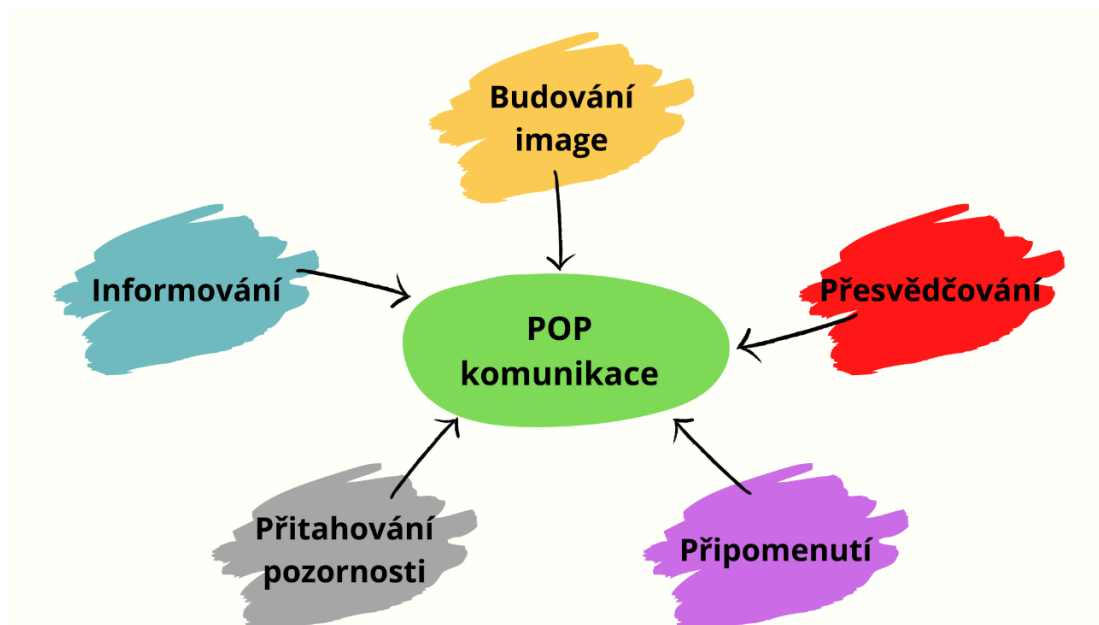 Budování
image
Informování
Přesvědčování
POP
komunikace
Přitahování
pozornosti
Připomenutí